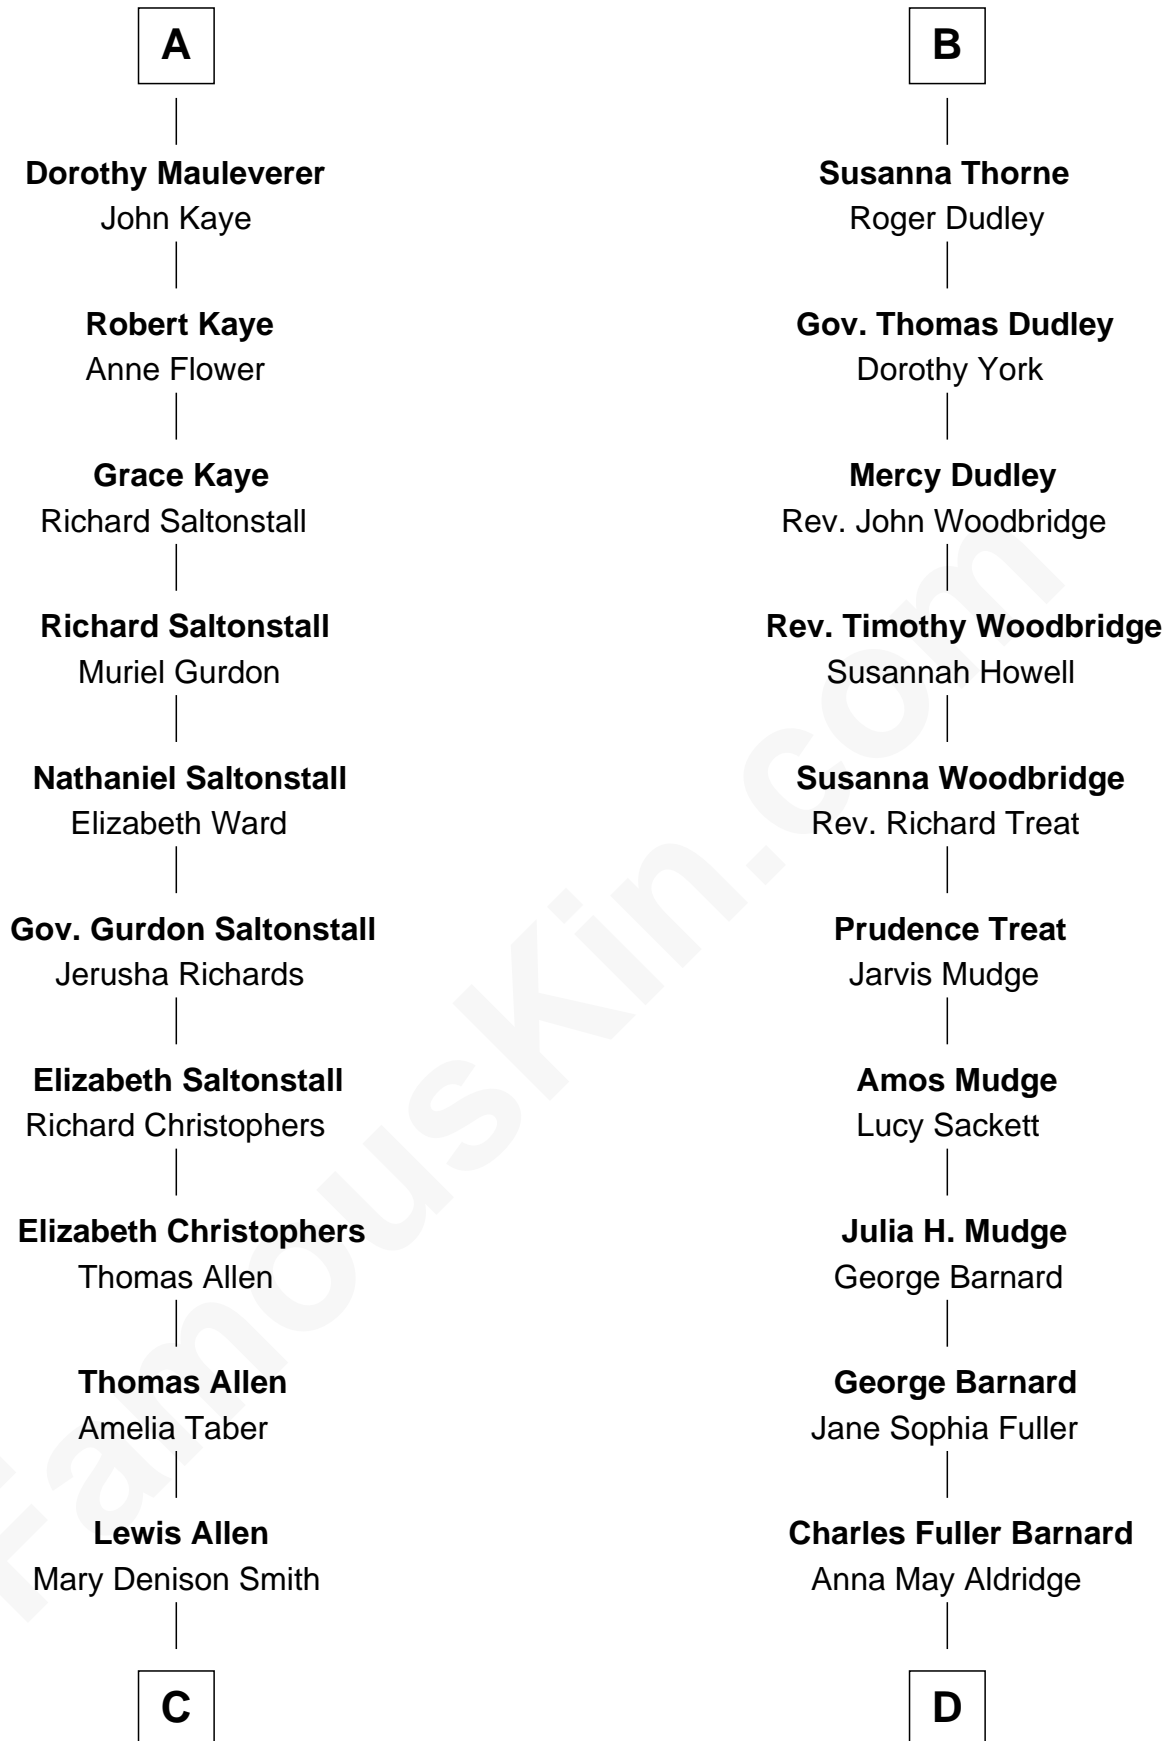 A
Dorothy Mauleverer
John Kaye
Robert Kaye
Anne Flower
Grace Kaye
Richard Saltonstall
Richard Saltonstall
Muriel Gurdon
Nathaniel Saltonstall
Elizabeth Ward
Gov. Gurdon Saltonstall
Jerusha Richards
Elizabeth Saltonstall
Richard Christophers
Elizabeth Christophers
Thomas Allen
Thomas Allen
Amelia Taber
Lewis Allen
Mary Denison Smith
C
B
Susanna Thorne
Roger Dudley
Gov. Thomas Dudley
Dorothy York
Mercy Dudley
Rev. John Woodbridge
Rev. Timothy Woodbridge
Susannah Howell
Susanna Woodbridge
Rev. Richard Treat
Prudence Treat
Jarvis Mudge
Amos Mudge
Lucy Sackett
Julia H. Mudge
George Barnard
George Barnard
Jane Sophia Fuller
Charles Fuller Barnard
Anna May Aldridge
D
FamousKin.com